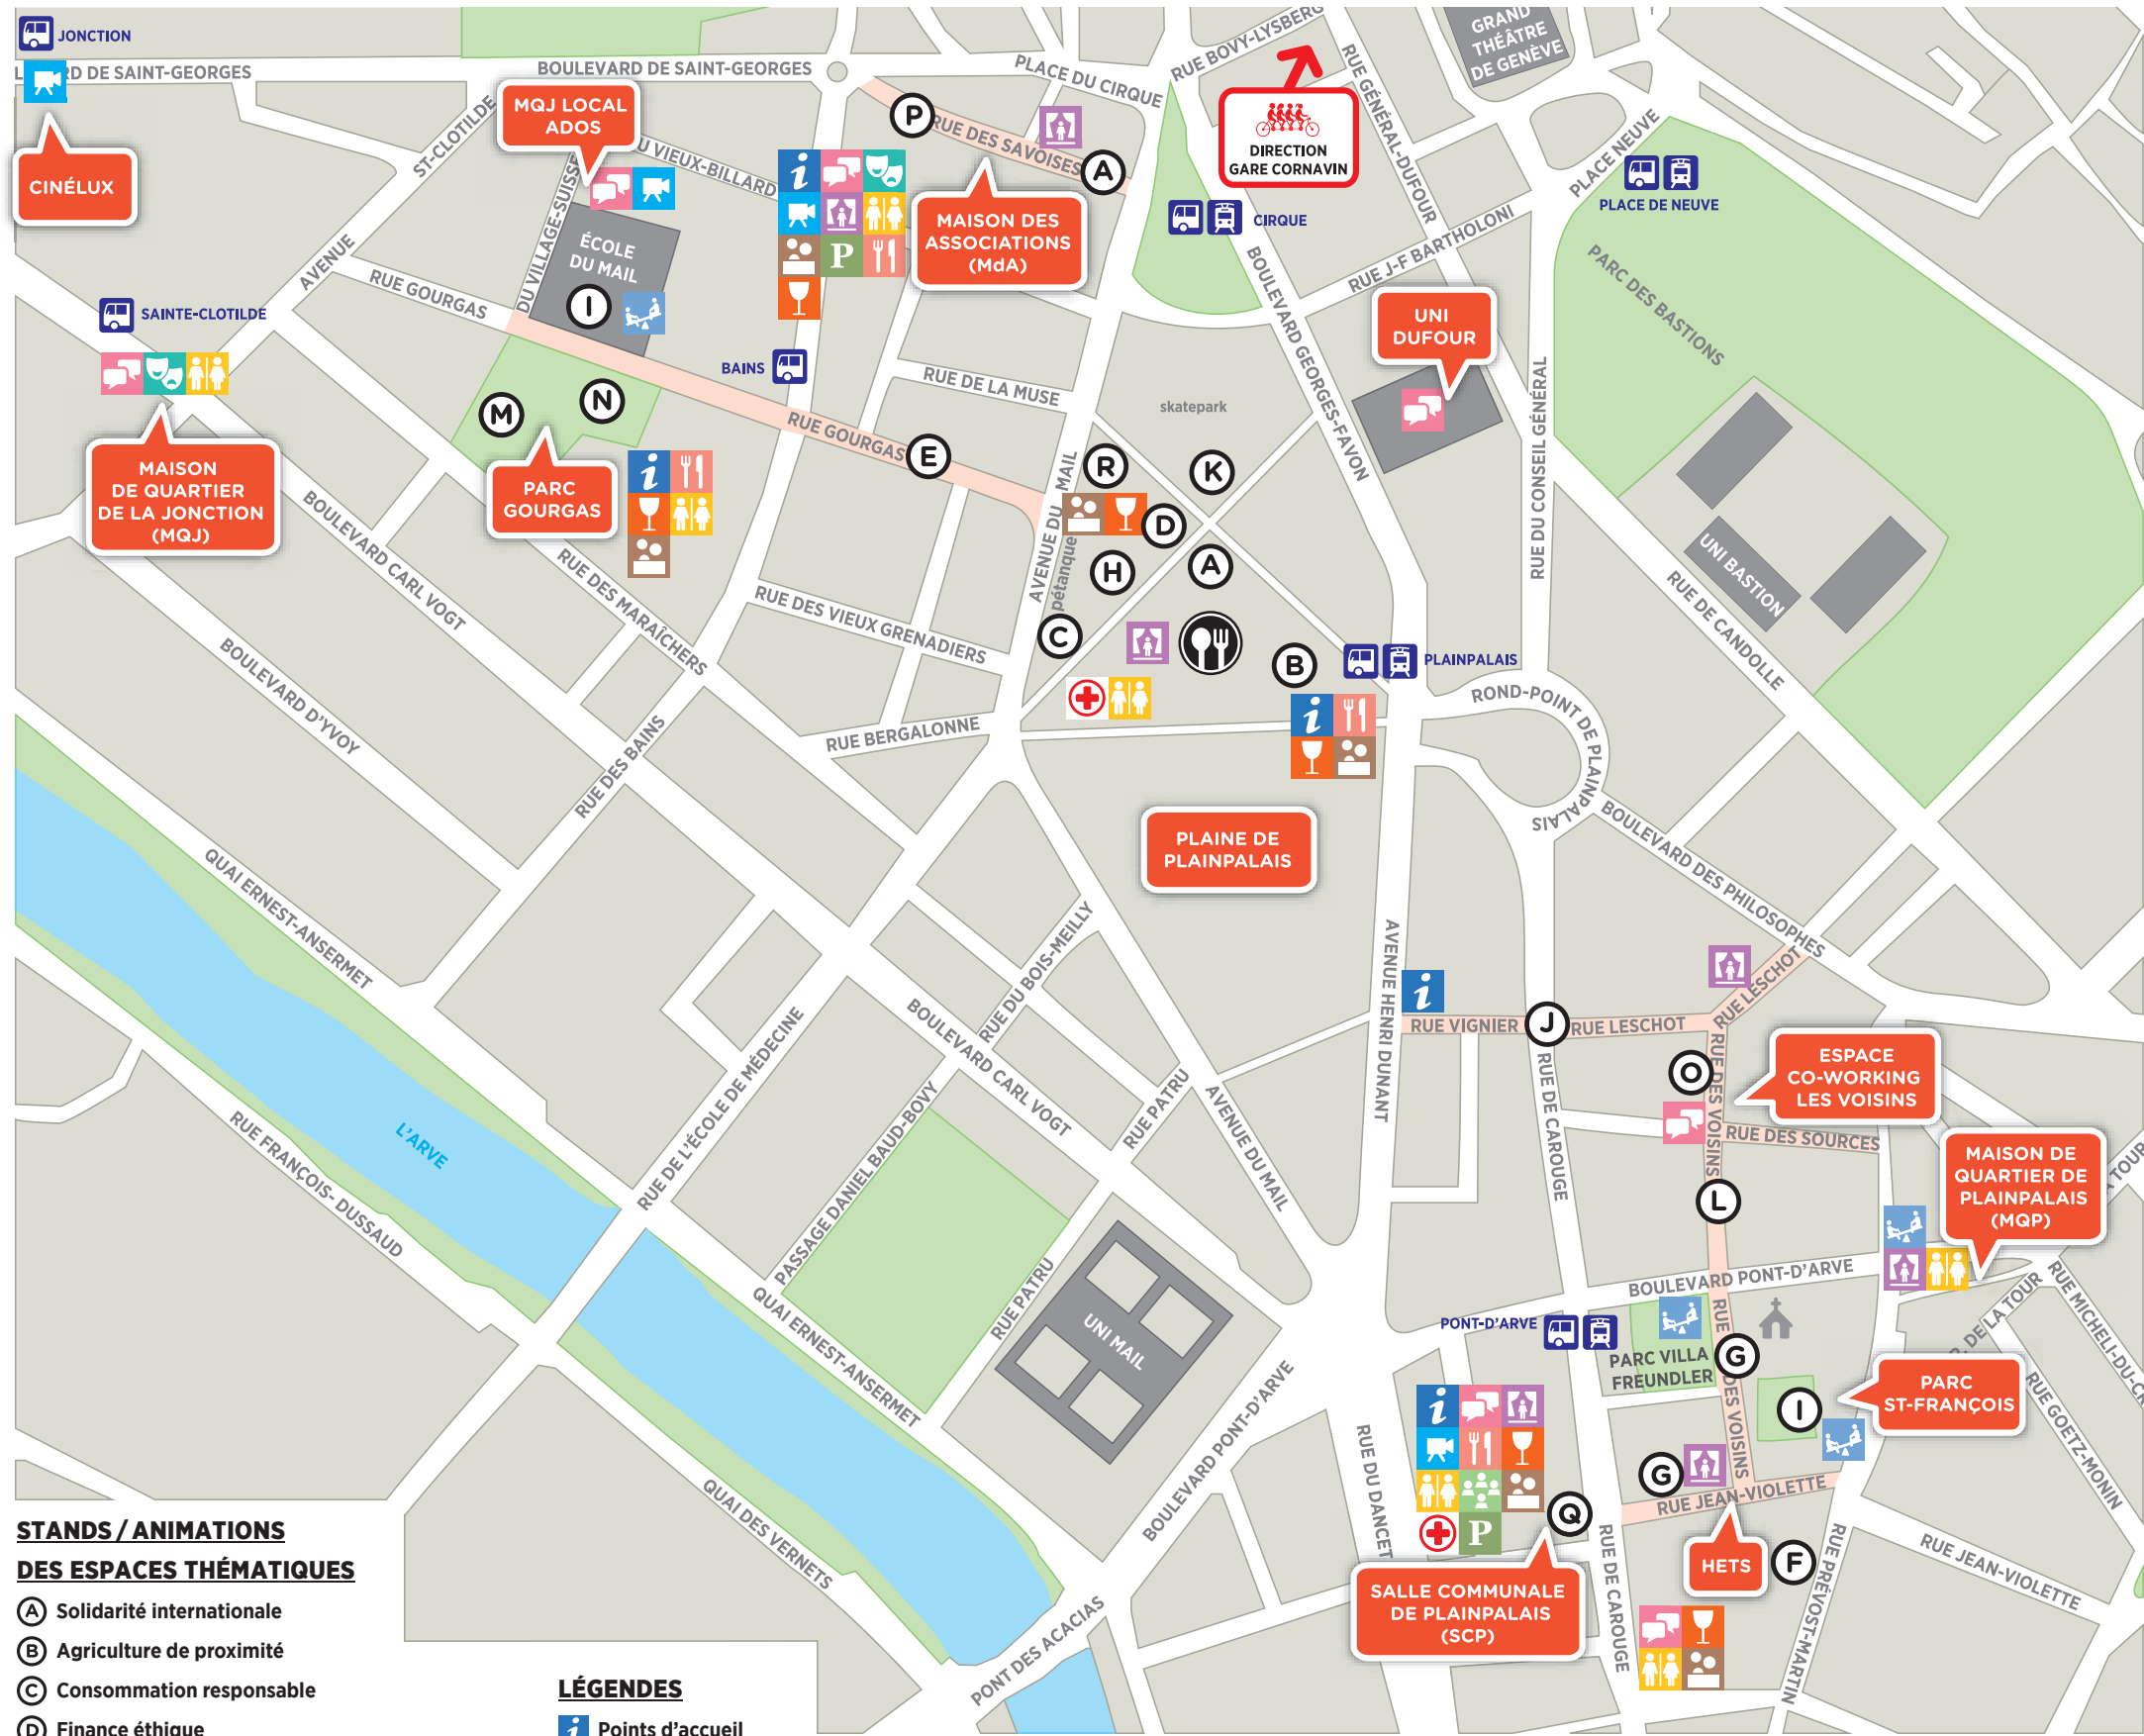 JONCTION
RD DE SAINT-GEORGES
BOULEVARD DE SAINT-GEORGES
PLACE DU CIRQUE
RUE BOVY-LYSBERG
RUE GÉNÉRAL-DUFOUR
GRAND
THÉÂTRE
DE GENÈVE
CINÉLUX
MQJ LOCAL
ADOS
AVENUE
ST-CLOTILDE
DU VILLAGE-SUISSE
DU VIEUX-BILLARD
P
RUE DES SAVOISES
A
DIRECTION
GARE CORNAVIN
PLACE NEUVE
PLACE DE NEUVE
CIRQUE
MAISON DES
ASSOCIATIONS
(MdA)
i
P
ÉCOLE
DU MAIL
I
RUE GOURGAS
SAINTE-CLOTILDE
BAINS
RUE J-F BARTHOLONI
PARC DES BASTIONS
UNI
DUFOUR
BOULEVARD GEORGES-FAVON
RUE DE LA MUSE
skatepark
RUE DU CONSEIL GÉNÉRAL
M
N
RUE GOURGAS
E
R
K
MAISON
DE QUARTIER
DE LA JONCTION
(MQJ)
PARC
GOURGAS
i
AVENUE DU MAIL
pétanque
D
H
A
C
B
UNI BASTION
RUE DE CANDOLLE
BOULEVARD CARL VOGT
RUE DES MARAÎCHERS
RUE DES VIEUX GRENADIERS
PLAINPALAIS
ROND-POINT DE PLAINPALAIS
BOULEVARD D'YVOY
RUE DES BAINS
RUE BERGALONNE
i
PLAINE DE
PLAINPALAIS
BOULEVARD DES PHILOSOPHES
QUAI ERNEST-ANSERMET
RUE DU BOIS-MEILLY
AVENUE HENRI DUNANT
i
RUE VIGNIER
J
RUE LESCHOT
RUE LESCHOT
RUE DE L'ÉCOLE DE MÉDECINE
BOULEVARD CARL VOGT
RUE PATRU
AVENUE DU MAIL
RUE DE CAROUGE
O
RUE DES VOISINS
ESPACE
CO-WORKING
LES VOISINS
RUE DES SOURCES
L'ARVE
RUE FRANÇOIS- DUSSAUD
PASSAGE DANIEL BAUD-BOVY
L
MAISON DE
QUARTIER DE
PLAINPALAIS
(MQP)
A TOUR
BOULEVARD PONT-D'ARVE
R. DE LA TOUR
RUE MICHELI-DU-CR
QUAI ERNEST-ANSERMET
RUE PATRU
UNI MAIL
PONT-D'ARVE
PARC VILLA
FREUNDLER
RUE DES VOISINS
G
I
PARC
ST-FRANÇOIS
RUE GOETZ-MONIN
BOULEVARD PONT-D'ARVE
RUE DU DANCET
i
P
Q
G
RUE JEAN-VIOLETTE
HETS
F
RUE JEAN-VIOLETTE
RUE PRÉVOST-MARTIN
RUE DE CAROUGE
SALLE COMMUNALE
DE PLAINPALAIS
(SCP)
QUAI DES VERNETS
PONT DES ACACIAS
STANDS / ANIMATIONS
DES ESPACES THÉMATIQUES
A Solidarité internationale
B Agriculture de proximité
C Consommation responsable
D Finance éthique
LÉGENDES
i Points d'accueil